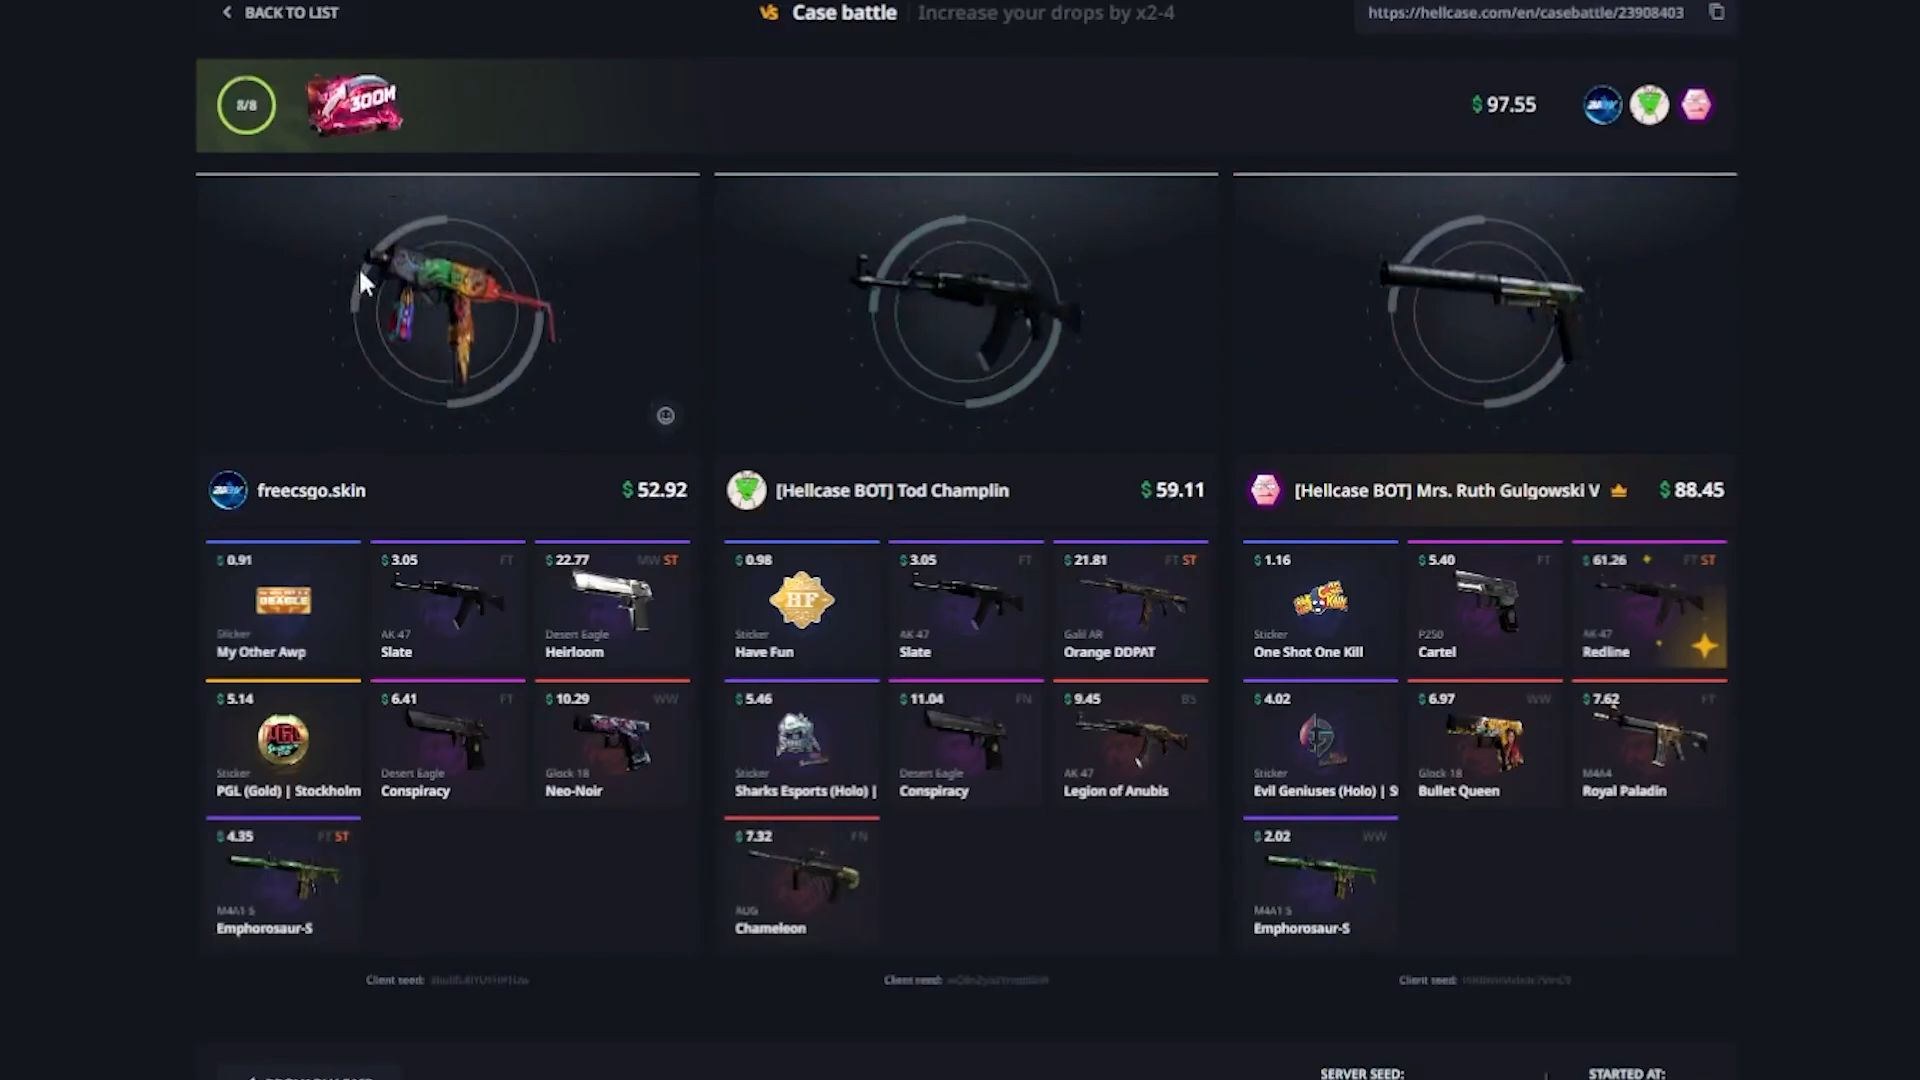 BACK TO LIST
VS Case battle Increase your drops by x2-4
https://hellcase.com/en/casebattle/23908403
8/8
300M
$ 97.55
freecsgo.skin $ 52.92
[Hellcase BOT] Tod Champlin $ 59.11
[Hellcase BOT] Mrs. Ruth Gulgowski V $ 88.45
$ 0.91
Sticker
My Other Awp
$ 3.05 FT
AK 47
Slate
$ 22.77 MW ST
Desert Eagle
Heirloom
$ 0.98
HF
Sticker
Have Fun
$ 3.05 FT
AK 47
Slate
$ 21.81 FT ST
Galil AR
Orange DDPAT
$ 1.16
Sticker
One Shot One Kill
$ 5.40 FT
P250
Cartel
$ 61.26 FT ST
AK 47
Redline
$ 5.14
PGL
Sticker
PGL (Gold) | Stockholm
$ 6.41 FT
Desert Eagle
Conspiracy
$ 10.29 WW
Glock 18
Neo-Noir
$ 5.46
Sticker
Sharks Esports (Holo) |
$ 11.04 FN
Desert Eagle
Conspiracy
$ 9.45 BS
AK 47
Legion of Anubis
$ 4.02
Sticker
Evil Geniuses (Holo) | S
$ 6.97 WW
Glock 18
Bullet Queen
$ 7.62 FT
M4A4
Royal Paladin
$ 4.35 FT ST
M4A1 S
Emphorosaur-S
$ 7.32 FN
AUG
Chameleon
$ 2.02 WW
M4A1 S
Emphorosaur-S
Client seed:
Client seed:
Client seed:
SERVER SEED:
STARTED AT: